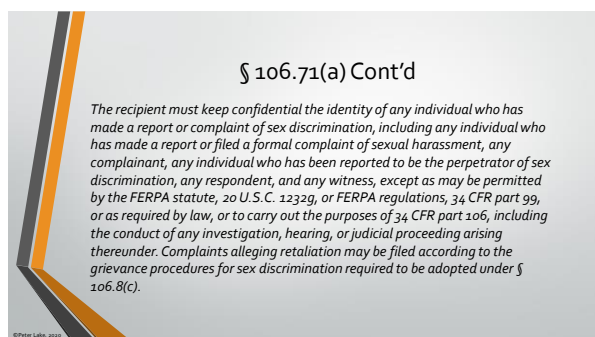 § 106.71(a) Cont'd
The recipient must keep confidential the identity of any individual who has
made a report or complaint of sex discrimination, including any individual who
has made a report or filed a formal complaint of sexual harassment, any
complainant, any individual who has been reported to be the perpetrator of sex
discrimination, any respondent, and any witness, except as may be permitted
by the FERPA statute, 20 U.S.C. 1232g, or FERPA regulations, 34 CFR part 99,
or as required by law, or to carry out the purposes of 34 CFR part 106, including
the conduct of any investigation, hearing, or judicial proceeding arising
thereunder. Complaints alleging retaliation may be filed according to the
grievance procedures for sex discrimination required to be adopted under §
106.8(c).
©Peter Lake, 2020